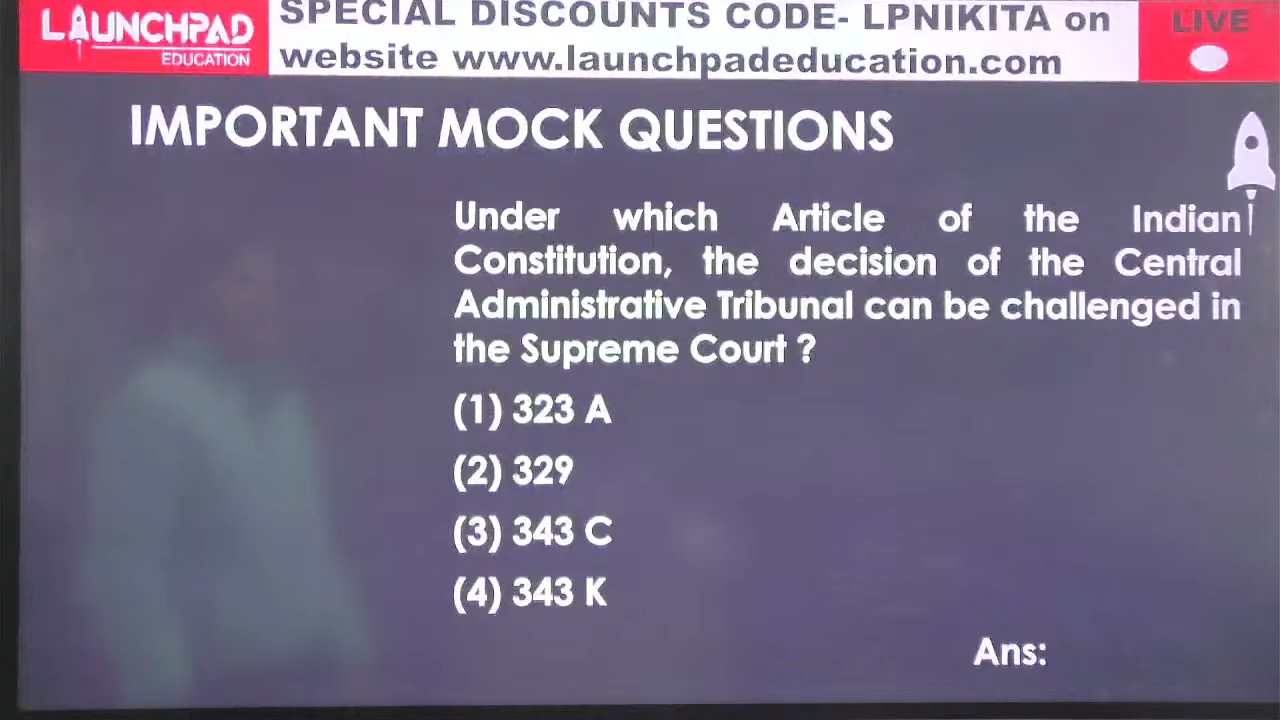 LAUNCHPAD
EDUCATION
SPECIAL DISCOUNTS CODE- LPNIKITA on
website www.launchpadeducation.com
LIVE
IMPORTANT MOCK QUESTIONS
Under which Article of the Indian
Constitution, the decision of the Central
Administrative Tribunal can be challenged in
the Supreme Court ?
(1) 323 A
(2) 329
(3) 343 C
(4) 343 K
Ans: